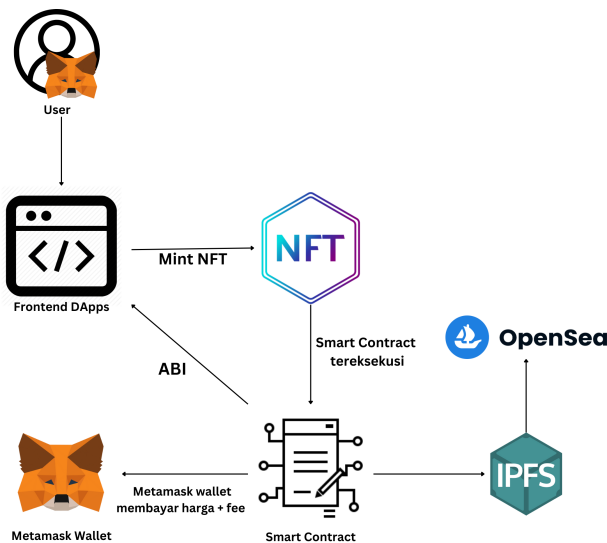 User
</>
Frontend DApps
Mint NFT
NFT
Smart Contract
tereksekusi
OpenSea
ABI
IPFS
Metamask wallet
membayar harga + fee
Metamask Wallet
Smart Contract